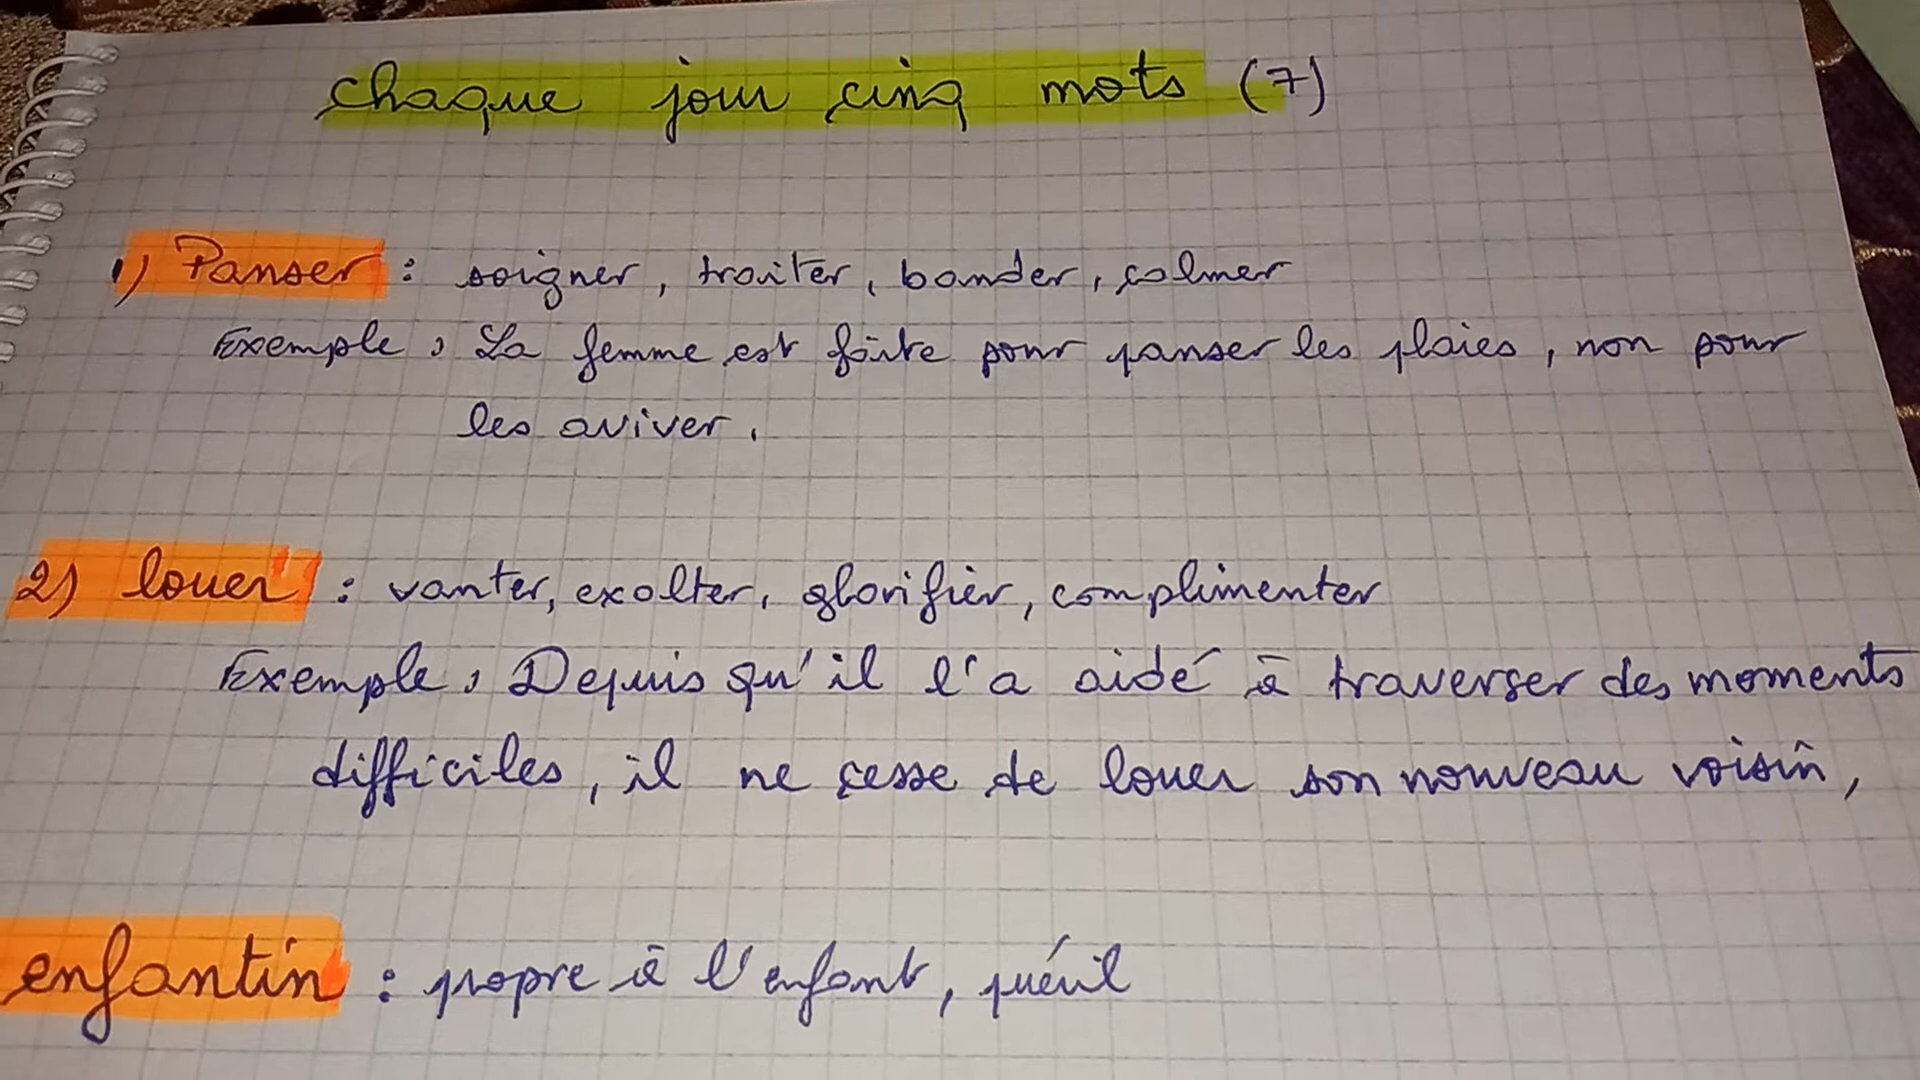 chaque jour cinq mots (7)
1) Panser : soigner, traiter, bander, calmer
Exemple : La femme est faite pour panser les plaies, non pour
les aviver.
2) louer : vanter, exalter, glorifier, complimenter
Exemple : Depuis qu'il l'a aidé à traverser des moments
difficiles, il ne cesse de louer son nouveau voisin,
enfantin : propre à l'enfant, puéril